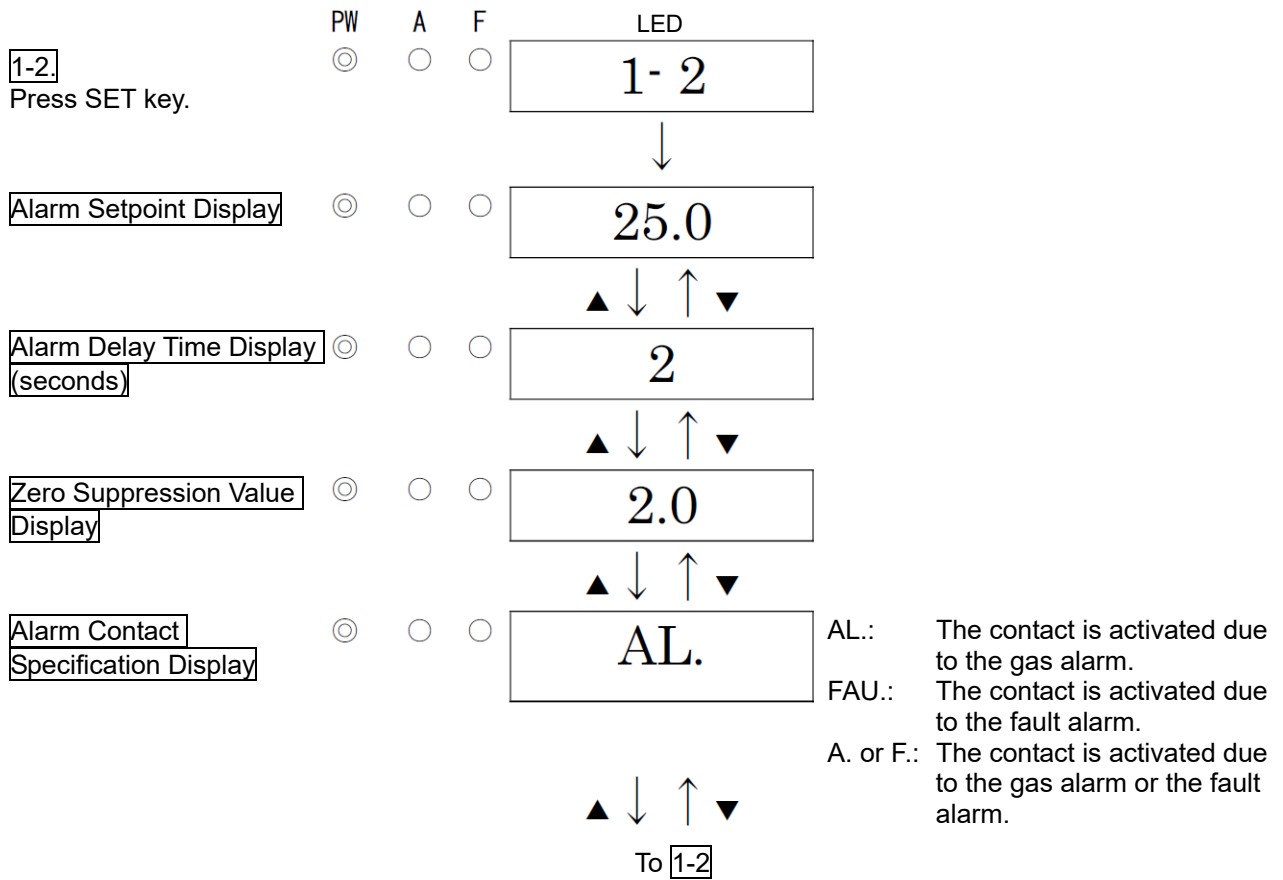 PW A F LED
1-2.
Press SET key.
◎ ○ ○ 1- 2
↓
Alarm Setpoint Display ◎ ○ ○ 25.0
▲ ↓ ↑ ▼
Alarm Delay Time Display ◎ ○ ○ 2
(seconds)
▲ ↓ ↑ ▼
Zero Suppression Value ◎ ○ ○ 2.0
Display
▲ ↓ ↑ ▼
Alarm Contact ◎ ○ ○ AL.
Specification Display
AL.: The contact is activated due
to the gas alarm.
FAU.: The contact is activated due
to the fault alarm.
A. or F.: The contact is activated due
to the gas alarm or the fault
alarm.
▲ ↓ ↑ ▼
To 1-2